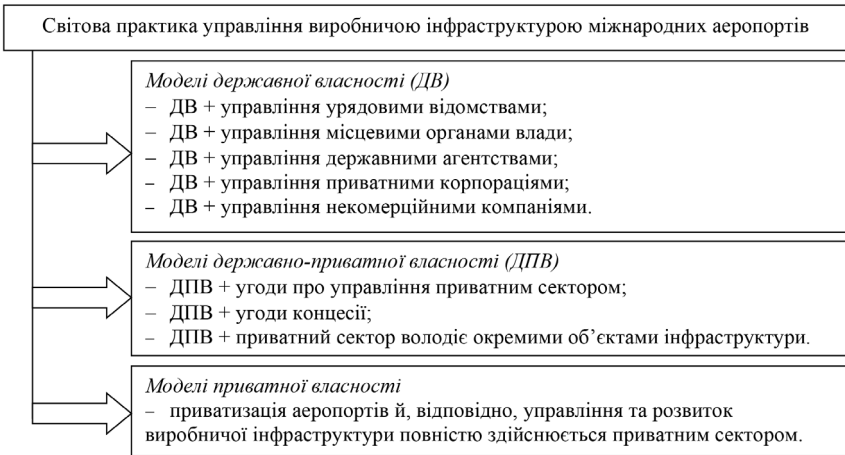 Світова практика управління виробничою інфраструктурою міжнародних аеропортів
Моделі державної власності (ДВ)
– ДВ + управління урядовими відомствами;
– ДВ + управління місцевими органами влади;
– ДВ + управління державними агентствами;
– ДВ + управління приватними корпораціями;
– ДВ + управління некомерційними компаніями.
Моделі державно-приватної власності (ДПВ)
– ДПВ + угоди про управління приватним сектором;
– ДПВ + угоди концесії;
– ДПВ + приватний сектор володіє окремими об’єктами інфраструктури.
Моделі приватної власності
– приватизація аеропортів й, відповідно, управління та розвиток
виробничої інфраструктури повністю здійснюється приватним сектором.